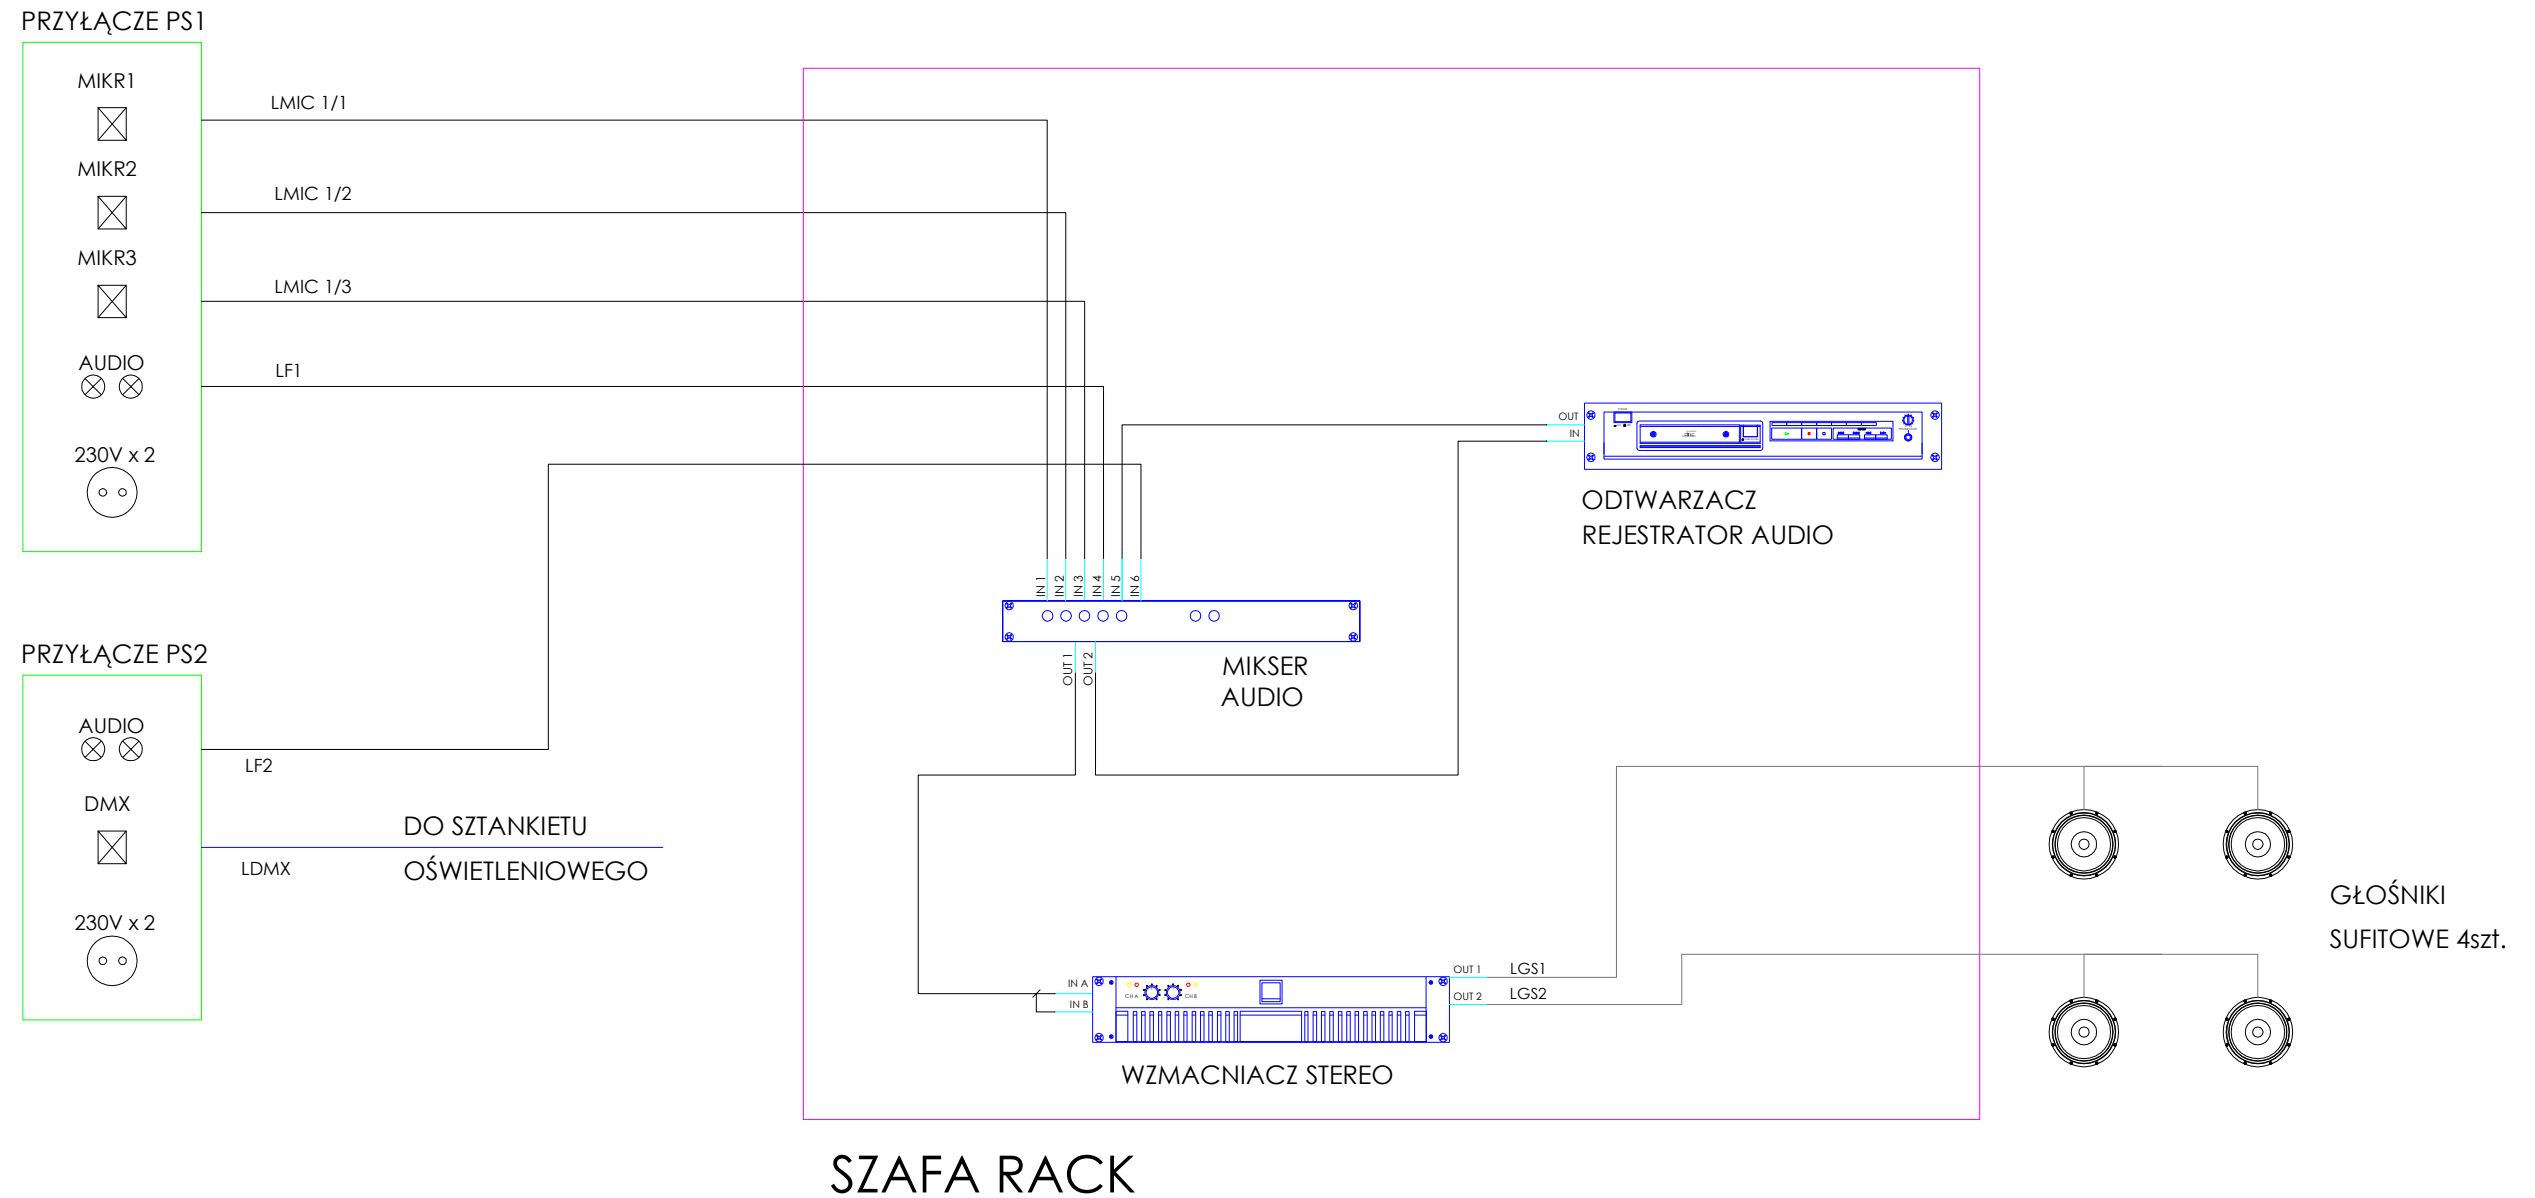 PRZYŁĄCZE PS1
MIKR1
LMIC 1/1
MIKR2
LMIC 1/2
MIKR3
LMIC 1/3
AUDIO
LF1
230V x 2
OUT
IN
ODTWARZACZ
REJESTRATOR AUDIO
IN 1
IN 2
IN 3
IN 4
IN 5
IN 6
OUT 1
OUT 2
MIKSER
AUDIO
PRZYŁĄCZE PS2
AUDIO
LF2
DMX
LDMX
DO SZTANKIETU
OŚWIETLENIOWEGO
230V x 2
IN A
IN B
CH A
CH B
OUT 1
LGS1
OUT 2
LGS2
WZMACNIACZ STEREO
GŁOŚNIKI
SUFITOWE 4szt.
SZAFA RACK